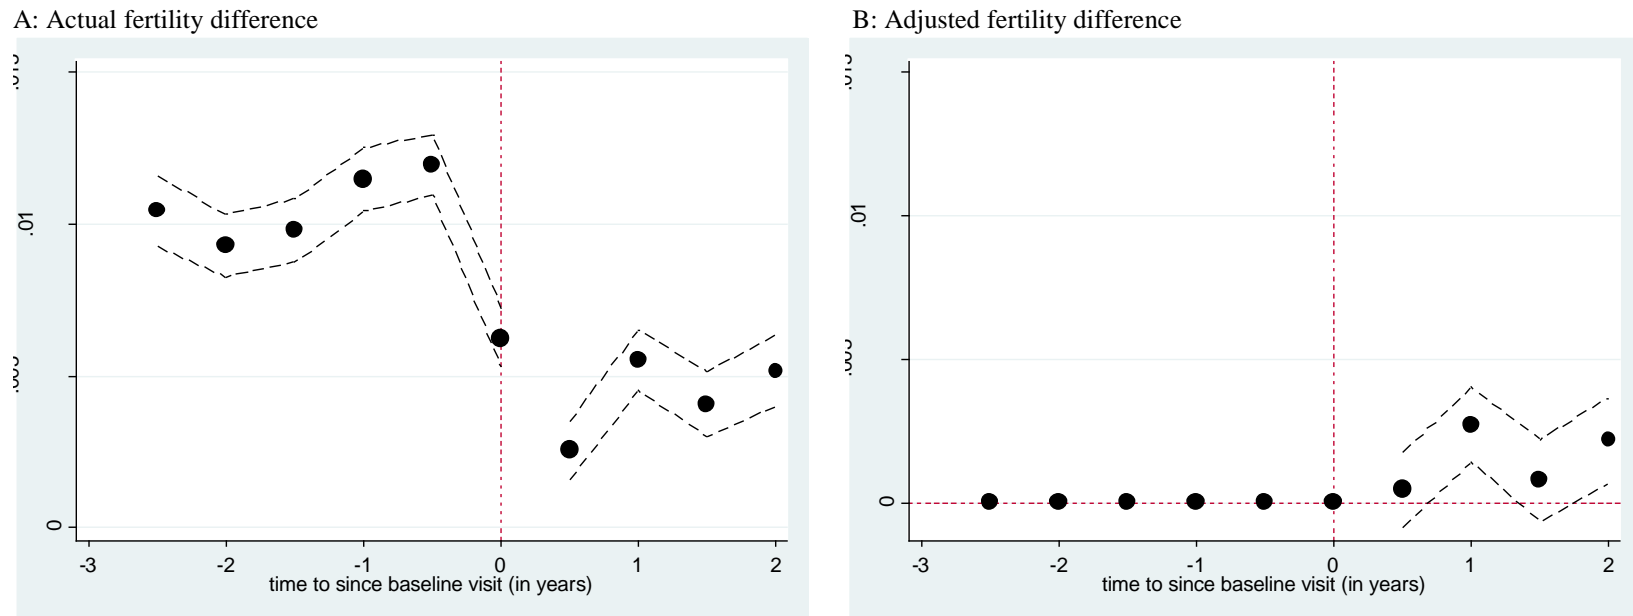 A: Actual fertility difference
.01
0
-3 -2 -1 0 1 2
time to since baseline visit (in years)
B: Adjusted fertility difference
.01
0
-3 -2 -1 0 1 2
time to since baseline visit (in years)